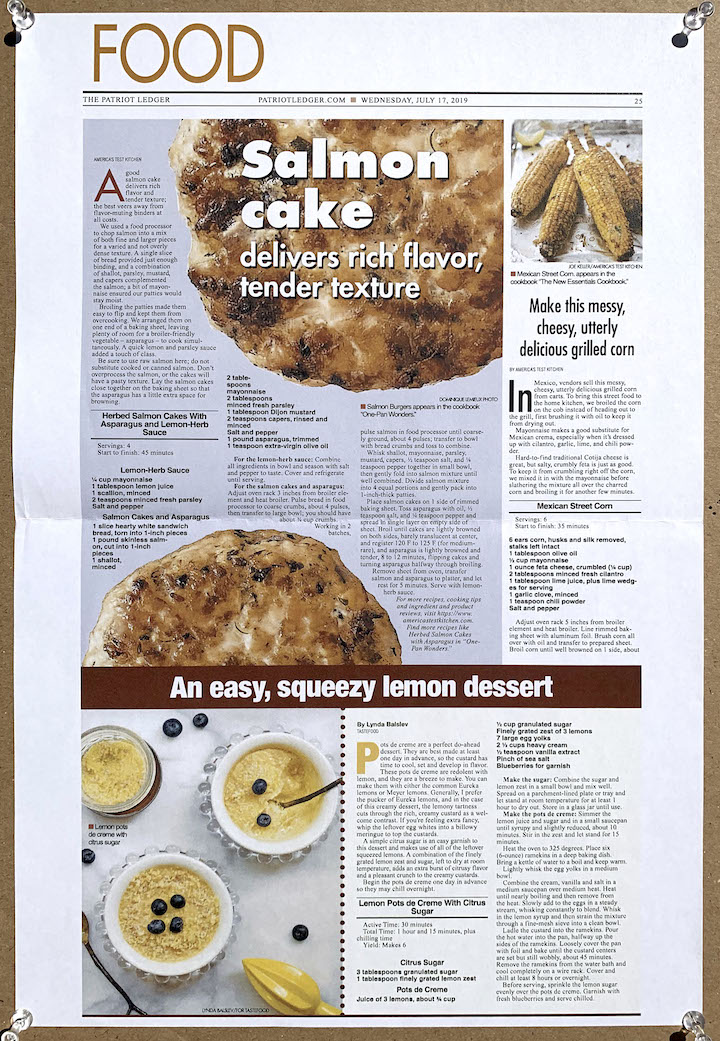 FOOD
THE PATRIOT LEDGER
PATRIOTLEDGER.COM ■ WEDNESDAY, JULY 17, 2019
25
Salmon
cake
delivers rich flavor,
tender texture
AMERICA'S TEST KITCHEN
A good
salmon cake
delivers rich
flavor and
tender texture;
the best veers away from
flavor-muting binders at
all costs.
We used a food processor
to chop salmon into a mix
of both fine and larger pieces
for a varied and not overly
dense texture. A single slice
of bread provided just enough
binding, and a combination
of shallot, parsley, mustard,
and capers complemented
the salmon; a bit of mayon-
naise ensured our patties would
stay moist.
Broiling the patties made them
easy to flip and kept them from
overcooking. We arranged them on
one end of a baking sheet, leaving
plenty of room for a broiler-friendly
vegetable – asparagus – to cook simul-
taneously. A quick lemon and parsley sauce
added a touch of class.
Be sure to use raw salmon here; do not
substitute cooked or canned salmon. Don't
overprocess the salmon, or the cakes will
have a pasty texture. Lay the salmon cakes
close together on the baking sheet so that
the asparagus has a little extra space for
browning.
Herbed Salmon Cakes With
Asparagus and Lemon-Herb
Sauce
Servings: 4
Start to finish: 45 minutes
Lemon-Herb Sauce
¼ cup mayonnaise
1 tablespoon lemon juice
1 scallion, minced
2 teaspoons minced fresh parsley
Salt and pepper
Salmon Cakes and Asparagus
1 slice hearty white sandwich
bread, torn into 1-inch pieces
1 pound skinless salm-
on, cut into 1-inch
pieces
1 shallot,
minced
2 table-
spoons
mayonnaise
2 tablespoons
minced fresh parsley
1 tablespoon Dijon mustard
2 teaspoons capers, rinsed and
minced
Salt and pepper
1 pound asparagus, trimmed
1 teaspoon extra-virgin olive oil
For the lemon-herb sauce: Combine
all ingredients in bowl and season with salt
and pepper to taste. Cover and refrigerate
until serving.
For the salmon cakes and asparagus:
Adjust oven rack 3 inches from broiler ele-
ment and heat broiler. Pulse bread in food
processor to coarse crumbs, about 4 pulses,
then transfer to large bowl; you should have
about ¾ cup crumbs.
Working in 2
batches,
DOMINIQUE LEMIEUX PHOTO
■ Salmon Burgers appears in the cookbook
"One-Pan Wonders."
pulse salmon in food processor until coarse-
ly ground, about 4 pulses; transfer to bowl
with bread crumbs and toss to combine.
Whisk shallot, mayonnaise, parsley,
mustard, capers, ½ teaspoon salt, and ¼
teaspoon pepper together in small bowl,
then gently fold into salmon mixture until
well combined. Divide salmon mixture
into 4 equal portions and gently pack into
1-inch-thick patties.
Place salmon cakes on 1 side of rimmed
baking sheet. Toss asparagus with oil, ½
teaspoon salt, and ¼ teaspoon pepper and
spread in single layer on empty side of
sheet. Broil until cakes are lightly browned
on both sides, barely translucent at center,
and register 120 F to 125 F (for medium-
rare), and asparagus is lightly browned and
tender, 8 to 12 minutes, flipping cakes and
turning asparagus halfway through broiling.
Remove sheet from oven, transfer
salmon and asparagus to platter, and let
rest for 5 minutes. Serve with lemon-
herb sauce.
For more recipes, cooking tips
and ingredient and product
reviews, visit https://www.
americastestkitchen.com.
Find more recipes like
Herbed Salmon Cakes
with Asparagus in "One-
Pan Wonders."
JOE KELLER/AMERICA'S TEST KITCHEN
■ Mexican Street Corn appears in the
cookbook "The New Essentials Cookbook."
Make this messy,
cheesy, utterly
delicious grilled corn
BY AMERICA'S TEST KITCHEN
In Mexico, vendors sell this messy,
cheesy, utterly delicious grilled corn
from carts. To bring this street food to
the home kitchen, we broiled the corn
on the cob instead of heading out to
the grill, first brushing it with oil to keep it
from drying out.
Mayonnaise makes a good substitute for
Mexican crema, especially when it's dressed
up with cilantro, garlic, lime, and chili pow-
der.
Hard-to-find traditional Cotija cheese is
great, but salty, crumbly feta is just as good.
To keep it from crumbling right off the corn,
we mixed it with the mayonnaise before
slathering the mixture all over the charred
corn and broiling it for another few minutes.
Mexican Street Corn
Servings: 6
Start to finish: 35 minutes
6 ears corn, husks and silk removed,
stalks left intact
1 tablespoon olive oil
½ cup mayonnaise
1 ounce feta cheese, crumbled (¼ cup)
2 tablespoons minced fresh cilantro
1 tablespoon lime juice, plus lime wedg-
es for serving
1 garlic clove, minced
1 teaspoon chili powder
Salt and pepper
Adjust oven rack 5 inches from broiler
element and heat broiler. Line rimmed bak-
ing sheet with aluminum foil. Brush corn all
over with oil and transfer to prepared sheet.
Broil corn until well browned on 1 side, about
An easy, squeezy lemon dessert
■ Lemon pots
de creme with
citrus sugar
LYNDA BALSLEV/FOR TASTEFOOD
By Lynda Balslev
TASTEFOOD
Pots de creme are a perfect do-ahead
dessert. They are best made at least
one day in advance, so the custard has
time to cool, set and develop in flavor.
These pots de creme are redolent with
lemon, and they are a breeze to make. You can
make them with either the common Eureka
lemons or Meyer lemons. Generally, I prefer
the pucker of Eureka lemons, and in the case
of this creamy dessert, the lemony tartness
cuts through the rich, creamy custard as a wel-
come contrast. If you're feeling extra fancy,
whip the leftover egg whites into a billowy
meringue to top the custards.
A simple citrus sugar is an easy garnish to
this dessert and makes use of all of the leftover
squeezed lemons. A combination of the finely
grated lemon zest and sugar, left to dry at room
temperature, adds an extra burst of citrusy flavor
and a pleasant crunch to the creamy custards.
Begin the pots de creme one day in advance
so they may chill overnight.
Lemon Pots de Creme With Citrus
Sugar
Active Time: 30 minutes
Total Time: 1 hour and 15 minutes, plus
chilling time
Yield: Makes 6
Citrus Sugar
3 tablespoons granulated sugar
1 tablespoon finely grated lemon zest
Pots de Creme
Juice of 3 lemons, about ¾ cup
½ cup granulated sugar
Finely grated zest of 3 lemons
7 large egg yolks
2 ½ cups heavy cream
½ teaspoon vanilla extract
Pinch of sea salt
Blueberries for garnish
Make the sugar: Combine the sugar and
lemon zest in a small bowl and mix well.
Spread on a parchment-lined plate or tray and
let stand at room temperature for at least 1
hour to dry out. Store in a glass jar until use.
Make the pots de creme: Simmer the
lemon juice and sugar and in a small saucepan
until syrupy and slightly reduced, about 10
minutes. Stir in the zest and let stand for 15
minutes.
Heat the oven to 325 degrees. Place six
(6-ounce) ramekins in a deep baking dish.
Bring a kettle of water to a boil and keep warm.
Lightly whisk the egg yolks in a medium
bowl.
Combine the cream, vanilla and salt in a
medium saucepan over medium heat. Heat
until nearly boiling and then remove from
the heat. Slowly add to the eggs in a steady
stream, whisking constantly to blend. Whisk
in the lemon syrup and then strain the mixture
through a fine-mesh sieve into a clean bowl.
Ladle the custard into the ramekins. Pour
the hot water into the pan, halfway up the
sides of the ramekins. Loosely cover the pan
with foil and bake until the custard centers
are set but still wobbly, about 45 minutes.
Remove the ramekins from the water bath and
cool completely on a wire rack. Cover and
chill at least 8 hours or overnight.
Before serving, sprinkle the lemon sugar
evenly over the pots de creme. Garnish with
fresh blueberries and serve chilled.